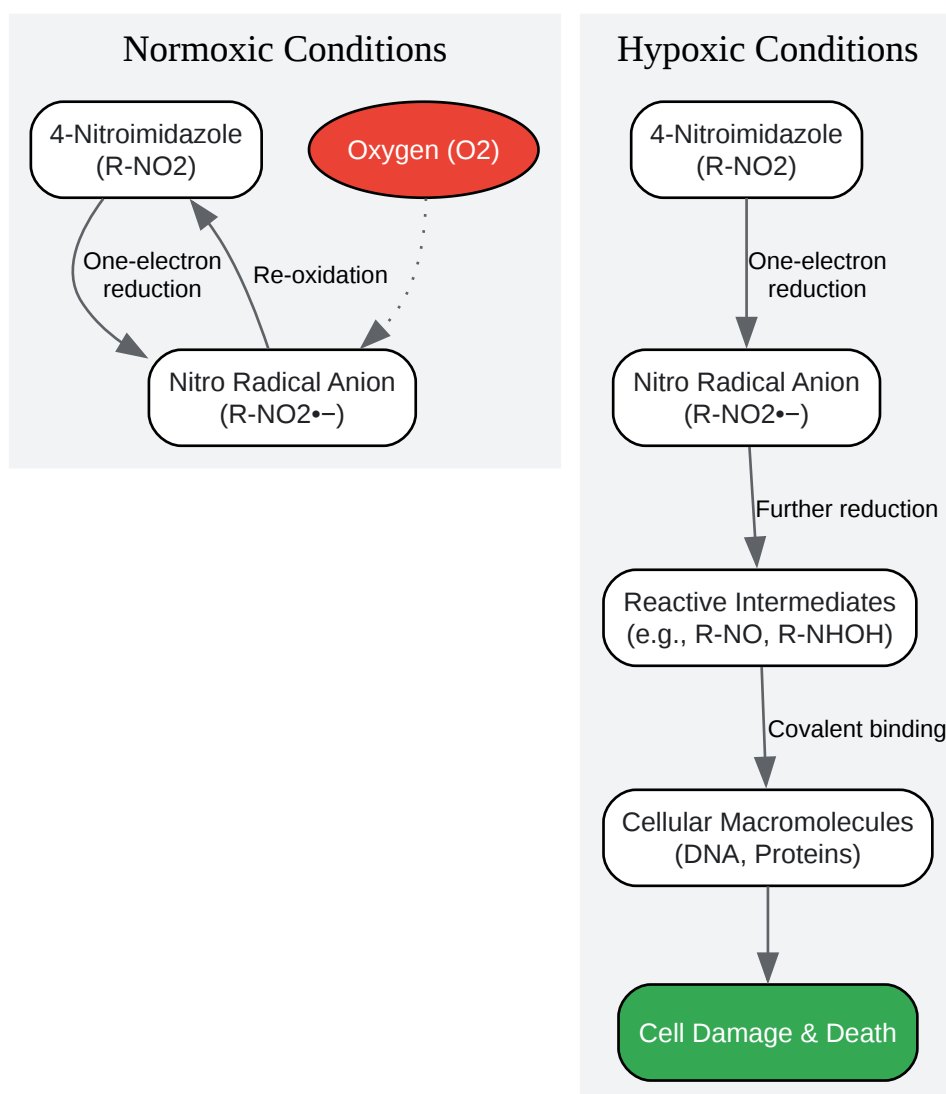 Normoxic Conditions
4-Nitroimidazole
(R-NO2)
Oxygen (O2)
One-electron
reduction
Re-oxidation
Nitro Radical Anion
(R-NO2•−)
Hypoxic Conditions
4-Nitroimidazole
(R-NO2)
One-electron
reduction
Nitro Radical Anion
(R-NO2•−)
Further reduction
Reactive Intermediates
(e.g., R-NO, R-NHOH)
Covalent binding
Cellular Macromolecules
(DNA, Proteins)
Cell Damage & Death